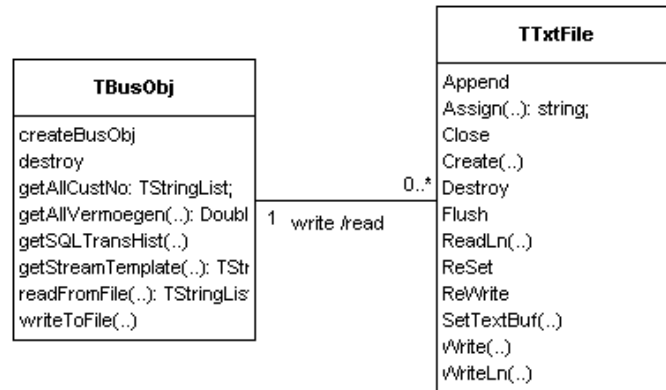 TBusObj
createBusObj
destroy
getAllCustNo: TStringList;
getAllVermoegen(..): Doubl
getSQLTransHist(..)
getStreamTemplate(..): TStr
readFromFile(..): TStringLis
writeToFile(..)
1 write /read
0..*
TTxtFile
Append
Assign(..): string;
Close
Create(..)
Destroy
Flush
ReadLn(..)
ReSet
ReWrite
SetTextBuf(..)
Write(..)
WriteLn(..)